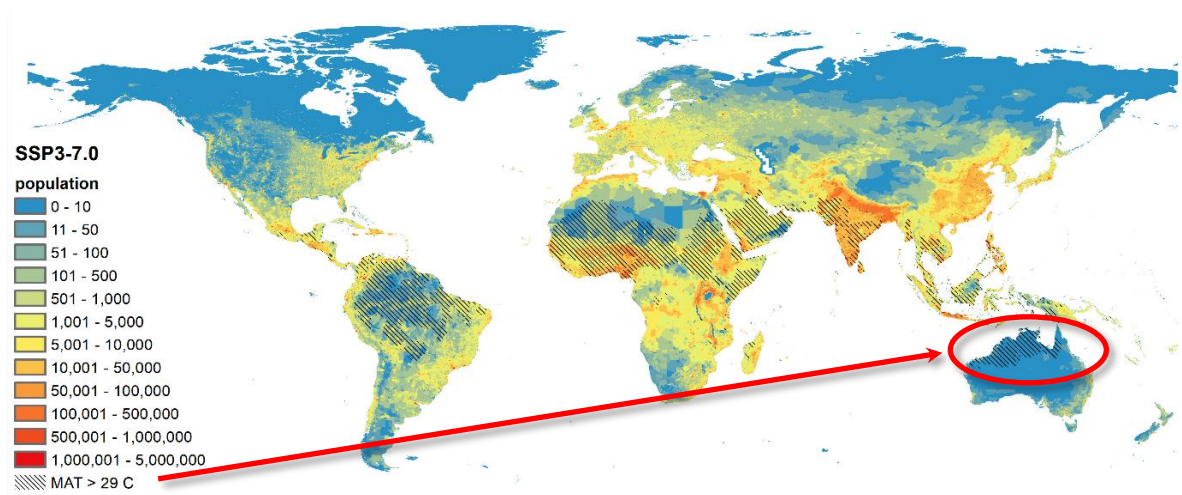 SSP3-7.0
population
0 - 10
11 - 50
51 - 100
101 - 500
501 - 1,000
1,001 - 5,000
5,001 - 10,000
10,001 - 50,000
50,001 - 100,000
100,001 - 500,000
500,001 - 1,000,000
1,000,001 - 5,000,000
MAT > 29 C